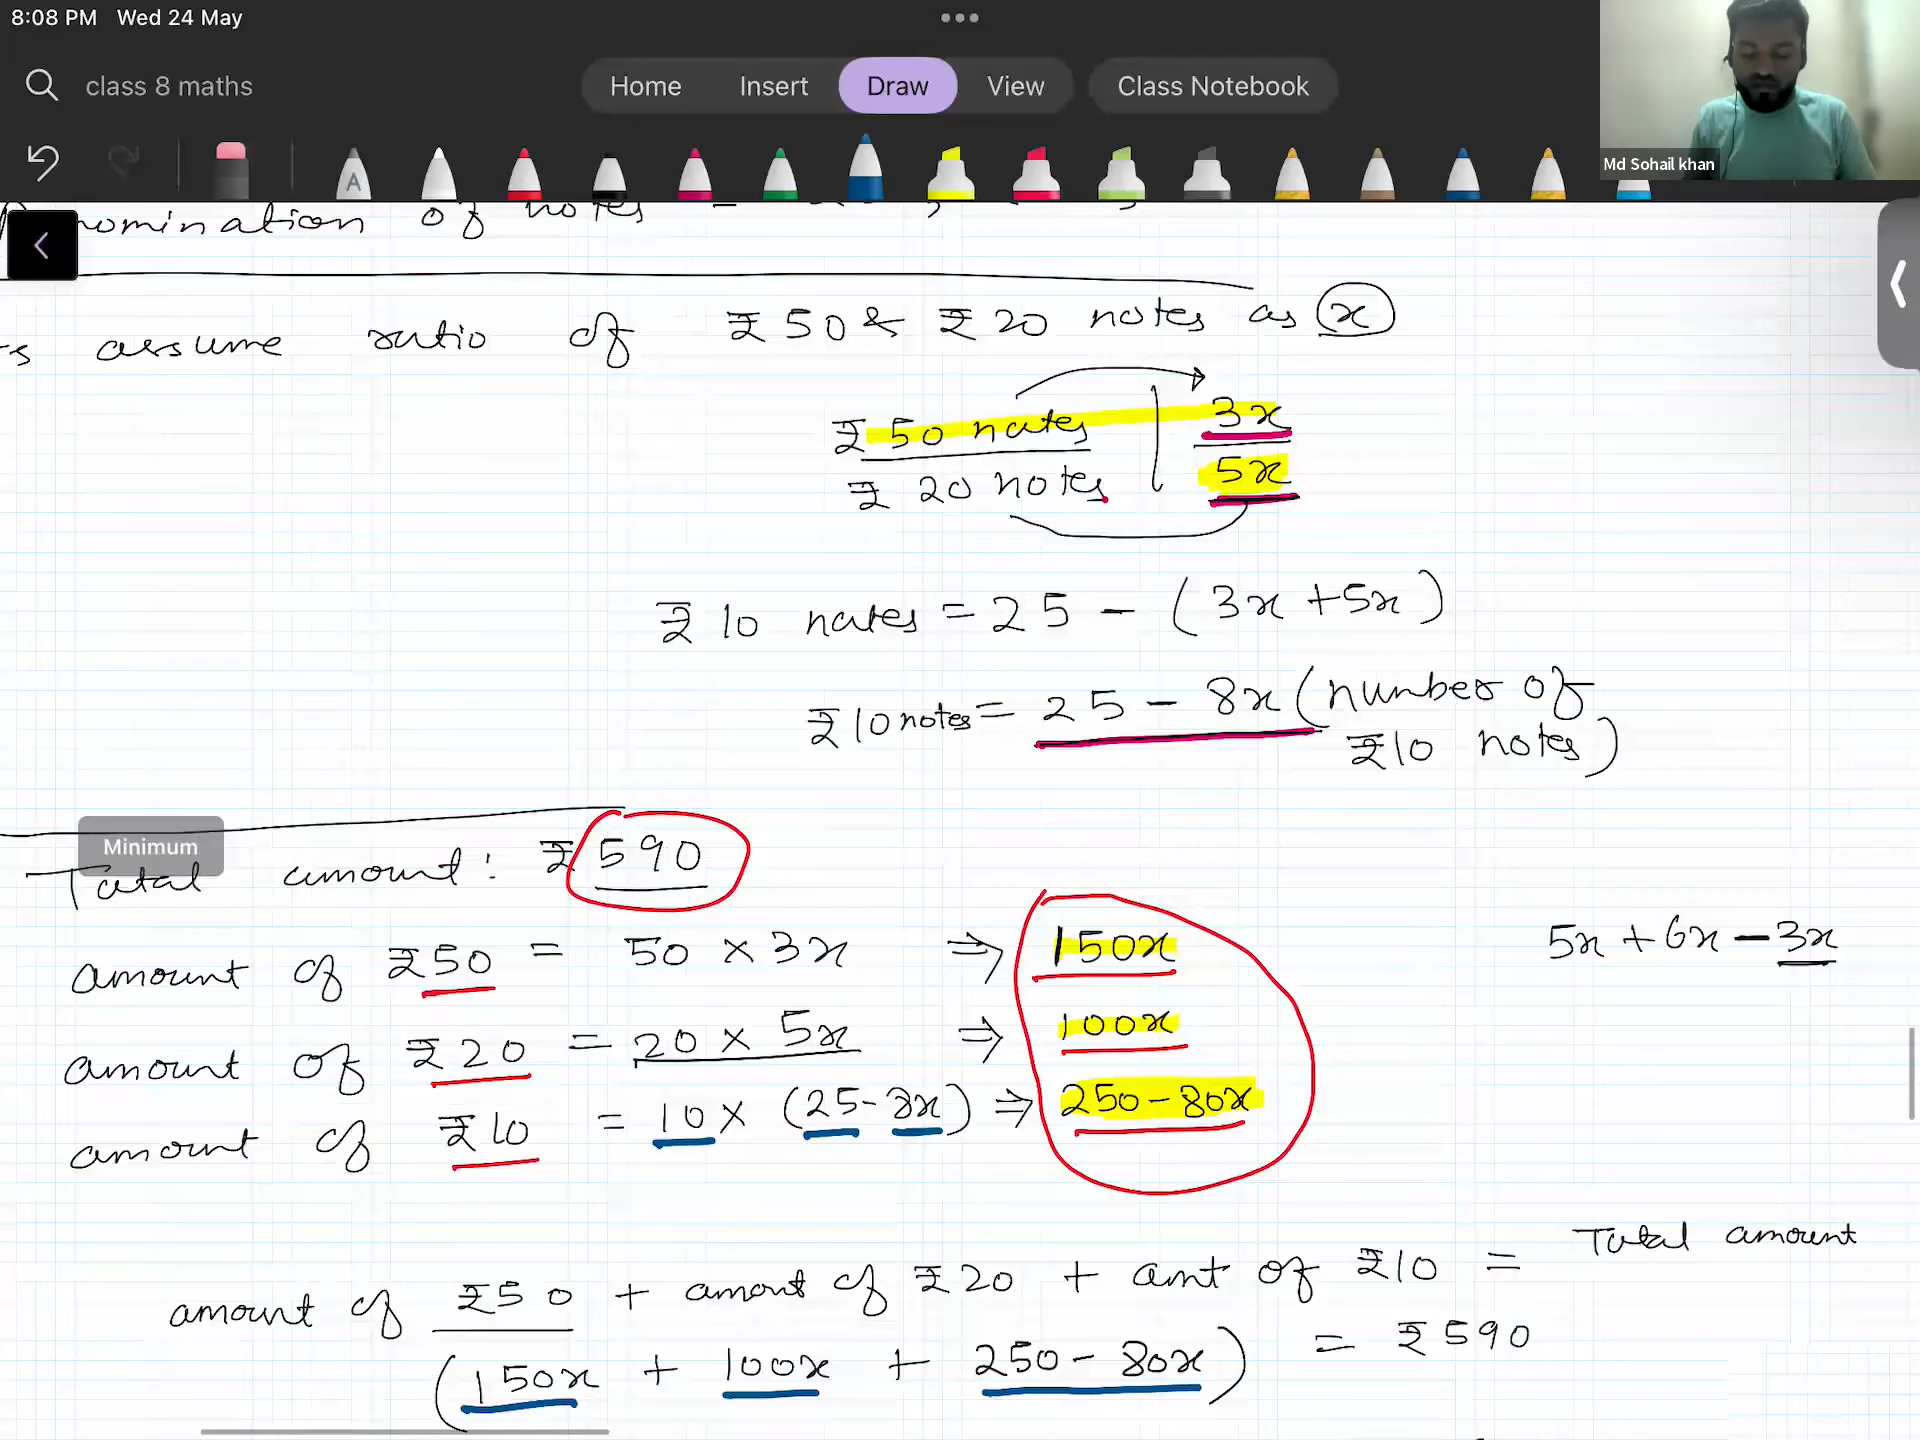 8:08 PM Wed 24 May
class 8 maths
Home Insert Draw View Class Notebook
A
Md Sohail khan
nomination of notes =
assume ratio of ₹50 & ₹20 notes as x
₹50 notes | 3x
₹20 notes | 5x
₹10 notes = 25 - (3x + 5x)
₹10 notes = 25 - 8x (number of
₹10 notes)
Minimum
Total amount: ₹590
amount of ₹50 = 50 × 3x ⇒ 150x
5x + 6x - 3x
amount of ₹20 = 20 × 5x ⇒ 100x
amount of ₹10 = 10 × (25 - 8x) ⇒ 250 - 80x
amount of ₹50 + amont of ₹20 + amt of ₹10 = Total amount
(150x + 100x + 250 - 80x) = ₹590